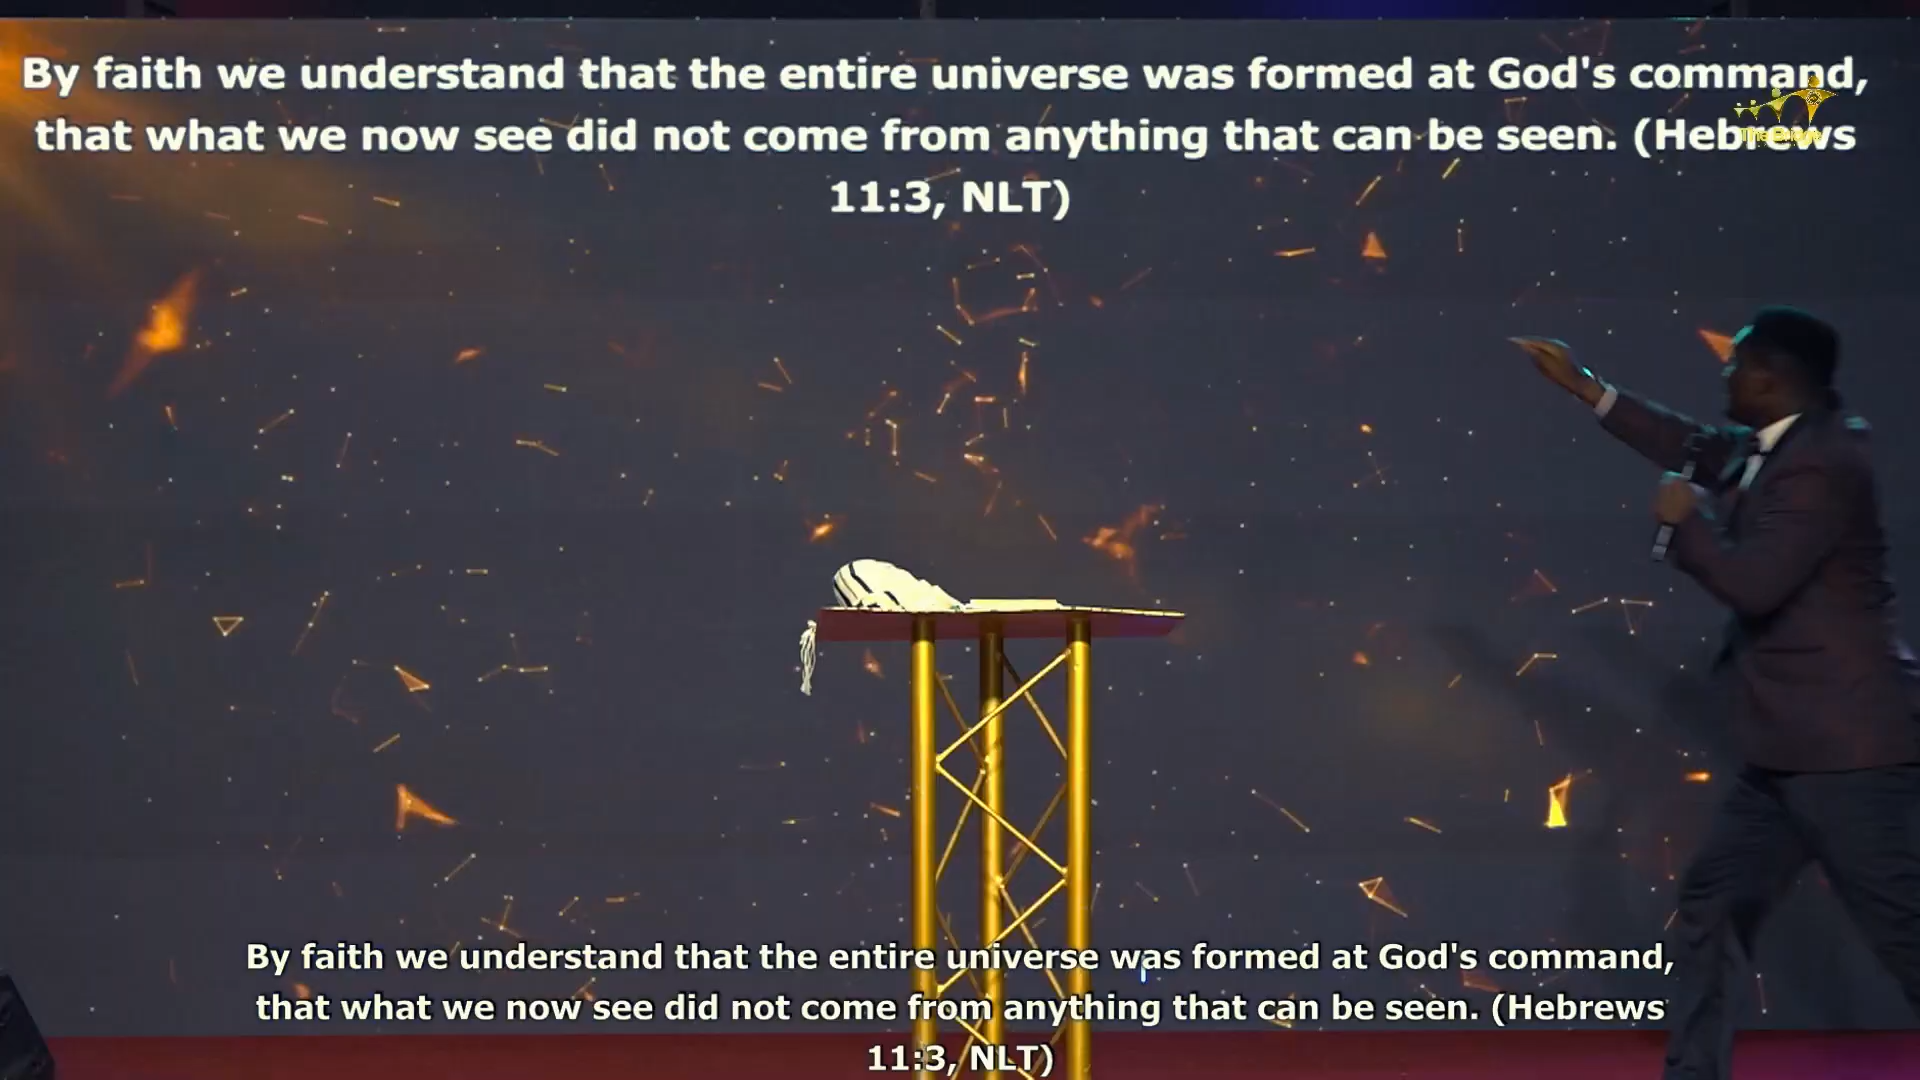 By faith we understand that the entire universe was formed at God's command,
that what we now see did not come from anything that can be seen. (Hebrews
11:3, NLT)
The Bridge
By faith we understand that the entire universe was formed at God's command,
that what we now see did not come from anything that can be seen. (Hebrews
11:3, NLT)